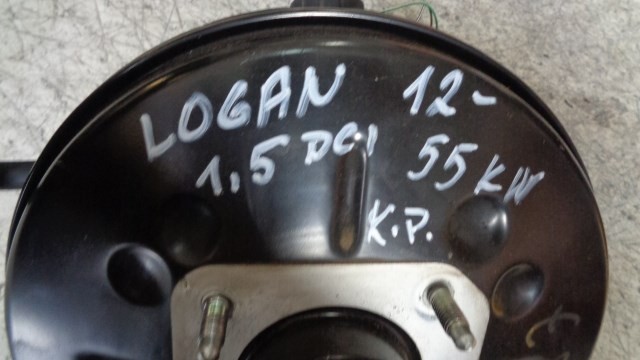 LOGAN 12-
1,5 DCI 55 KW
K.P.